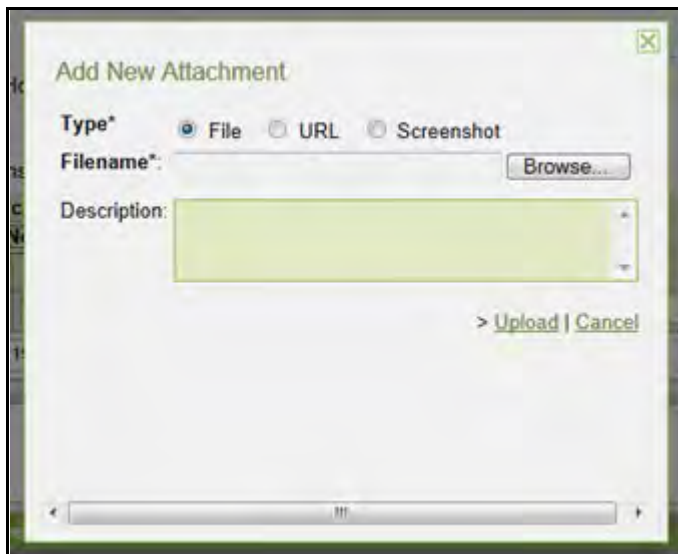 Add New Attachment
Type* File URL Screenshot
Filename*: Browse...
Description:
> Upload | Cancel